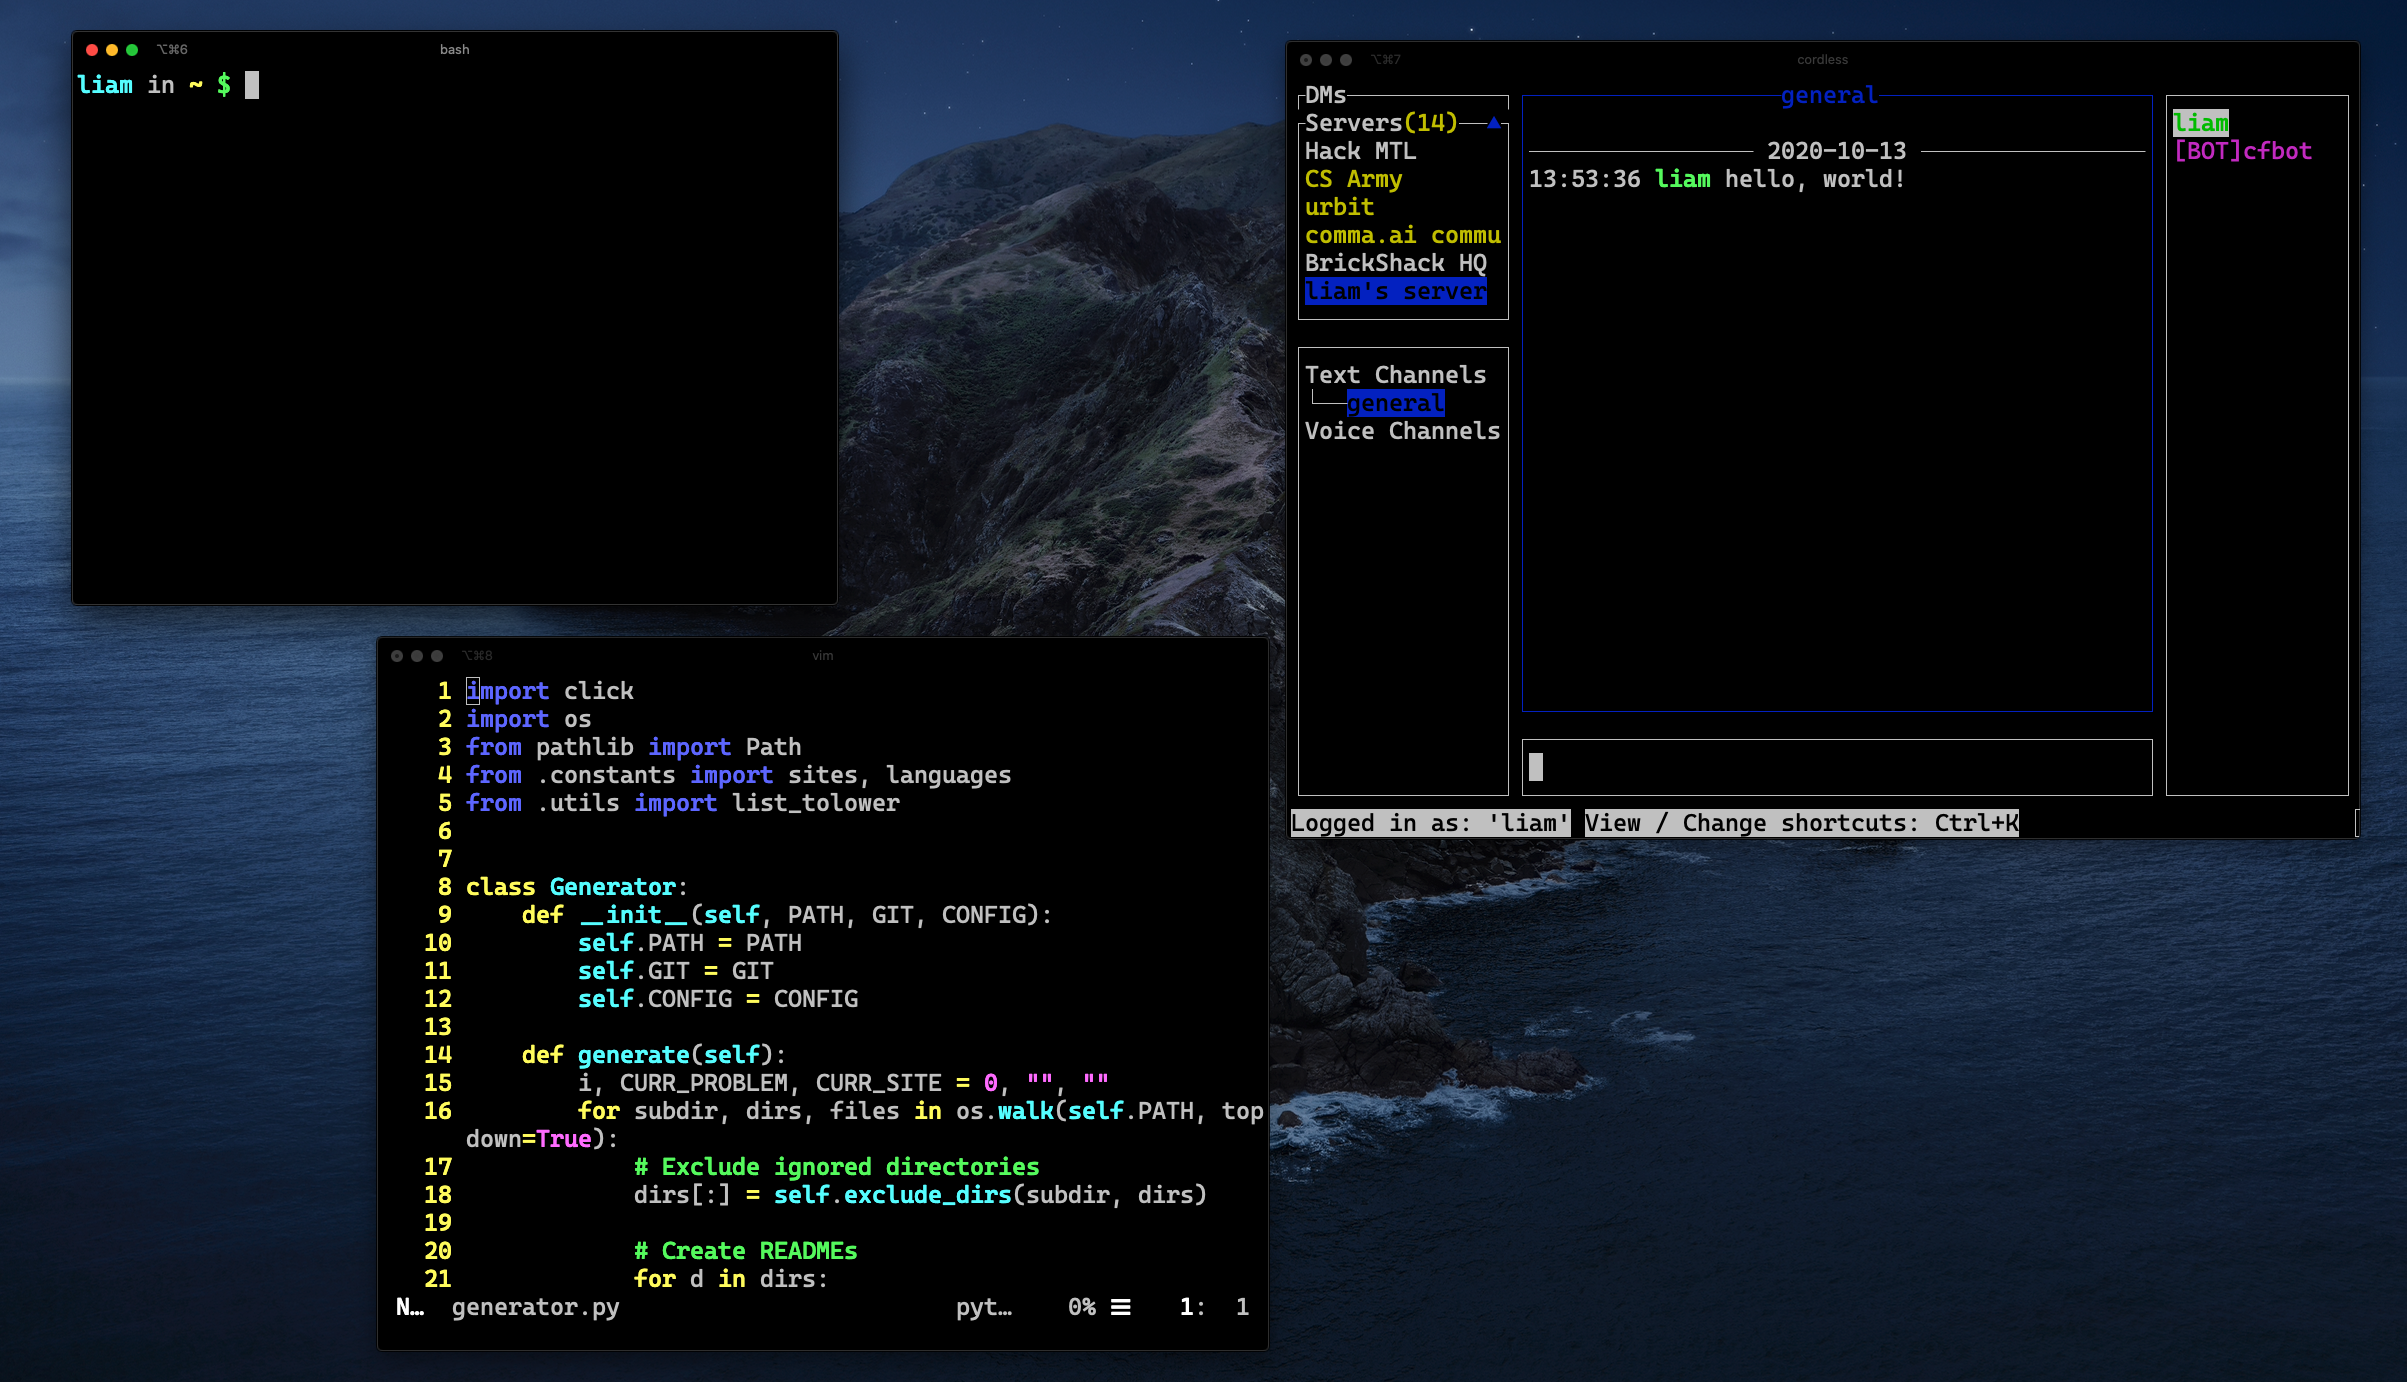 ⌥⌘6 bash
liam in ~ $
⌥⌘7 cordless
DMs
Servers(14) ▲
Hack MTL
CS Army
urbit
comma.ai commu
BrickShack HQ
liam's server
Text Channels
general
Voice Channels
general
2020-10-13
13:53:36 liam hello, world!
liam
[BOT]cfbot
Logged in as: 'liam' View / Change shortcuts: Ctrl+K
⌥⌘8 vim
1 import click
2 import os
3 from pathlib import Path
4 from .constants import sites, languages
5 from .utils import list_tolower
6
7
8 class Generator:
9     def __init__(self, PATH, GIT, CONFIG):
10         self.PATH = PATH
11         self.GIT = GIT
12         self.CONFIG = CONFIG
13
14     def generate(self):
15         i, CURR_PROBLEM, CURR_SITE = 0, "", ""
16         for subdir, dirs, files in os.walk(self.PATH, top
down=True):
17             # Exclude ignored directories
18             dirs[:] = self.exclude_dirs(subdir, dirs)
19
20             # Create READMEs
21             for d in dirs:
N… generator.py pyt… 0% ☰ 1: 1